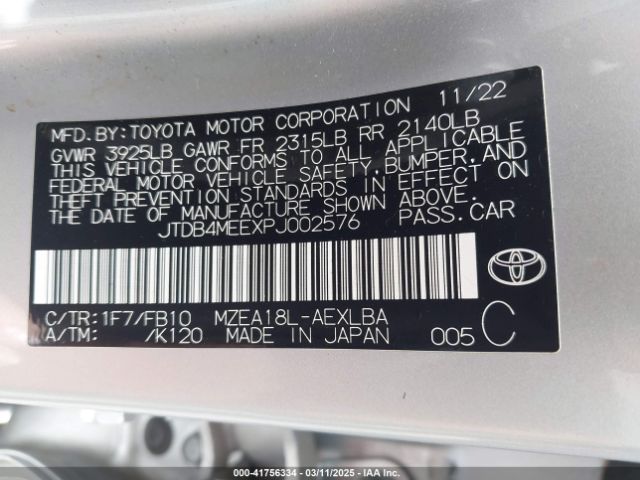 MFD. BY: TOYOTA MOTOR CORPORATION 11/22
GVWR 3925LB GAWR FR 2315LB RR 2140LB
THIS VEHICLE CONFORMS TO ALL APPLICABLE
FEDERAL MOTOR VEHICLE SAFETY, BUMPER, AND
THEFT PREVENTION STANDARDS IN EFFECT ON
THE DATE OF MANUFACTURE SHOWN ABOVE.
JTDB4MEEXPJ002576 PASS. CAR
C/TR: 1F7/FB10 MZEA18L-AEXLBA
A/TM: /K120 MADE IN JAPAN 005 C
000-41756334 - 03/11/2025 - IAA Inc.